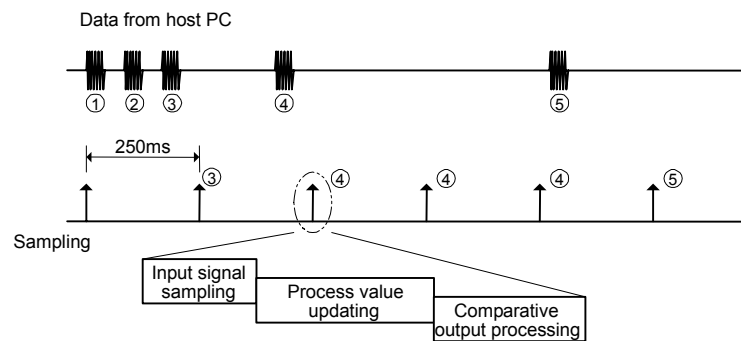 Data from host PC
① ② ③ ④ ⑤
250ms
③ ④ ④ ④ ⑤
Sampling
Input signal
sampling
Process value
updating
Comparative
output processing